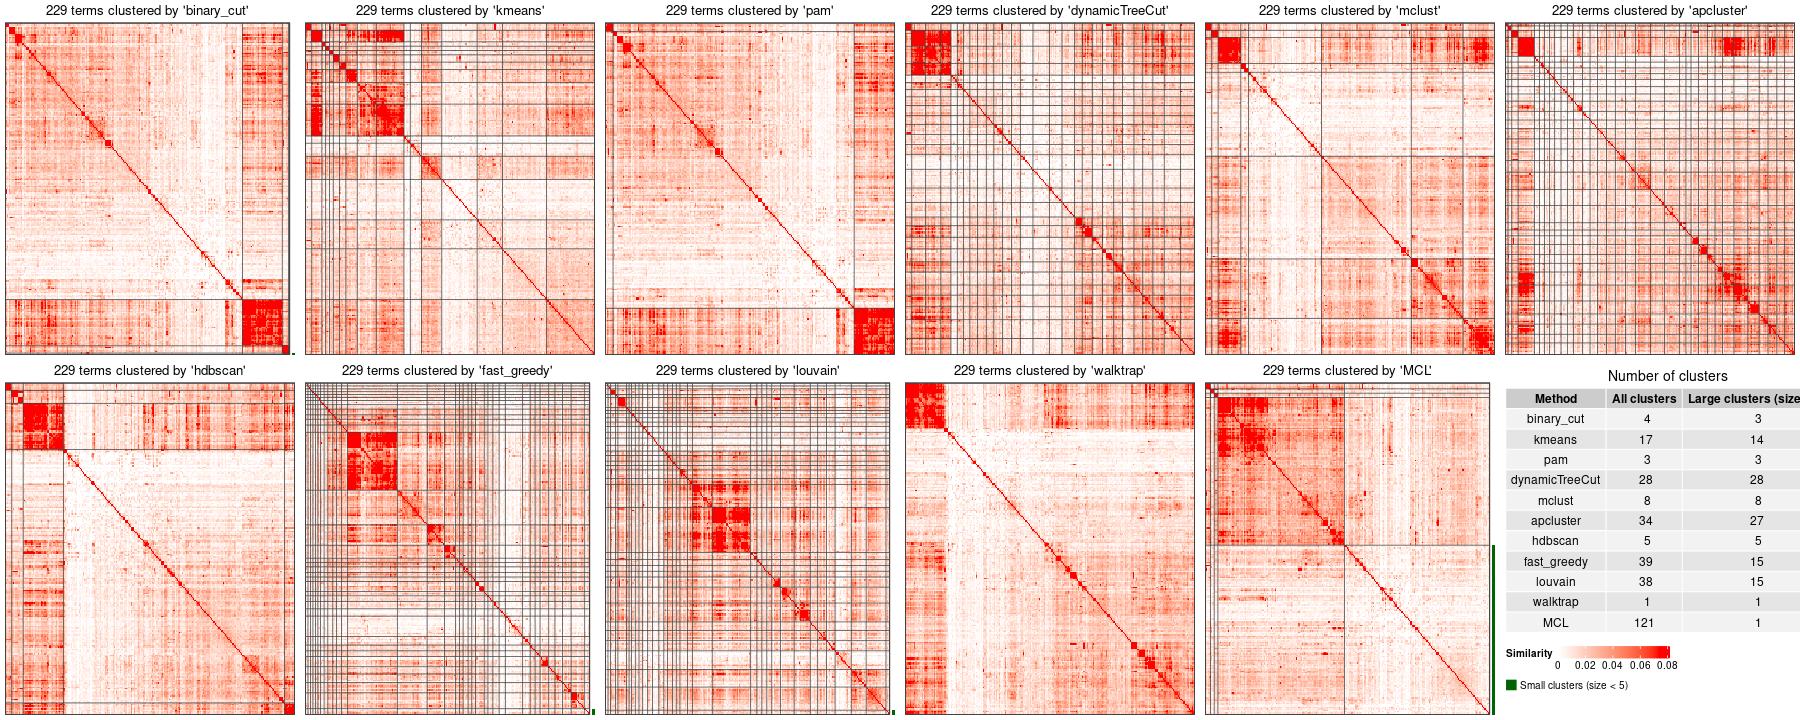 229 terms clustered by 'binary_cut'
229 terms clustered by 'kmeans'
229 terms clustered by 'pam'
229 terms clustered by 'dynamicTreeCut'
229 terms clustered by 'mclust'
229 terms clustered by 'apcluster'
229 terms clustered by 'hdbscan'
229 terms clustered by 'fast_greedy'
229 terms clustered by 'louvain'
229 terms clustered by 'walktrap'
229 terms clustered by 'MCL'
Number of clusters
Method All clusters Large clusters (size
binary_cut 4 3
kmeans 17 14
pam 3 3
dynamicTreeCut 28 28
mclust 8 8
apcluster 34 27
hdbscan 5 5
fast_greedy 39 15
louvain 38 15
walktrap 1 1
MCL 121 1
Similarity
0 0.02 0.04 0.06 0.08
Small clusters (size < 5)